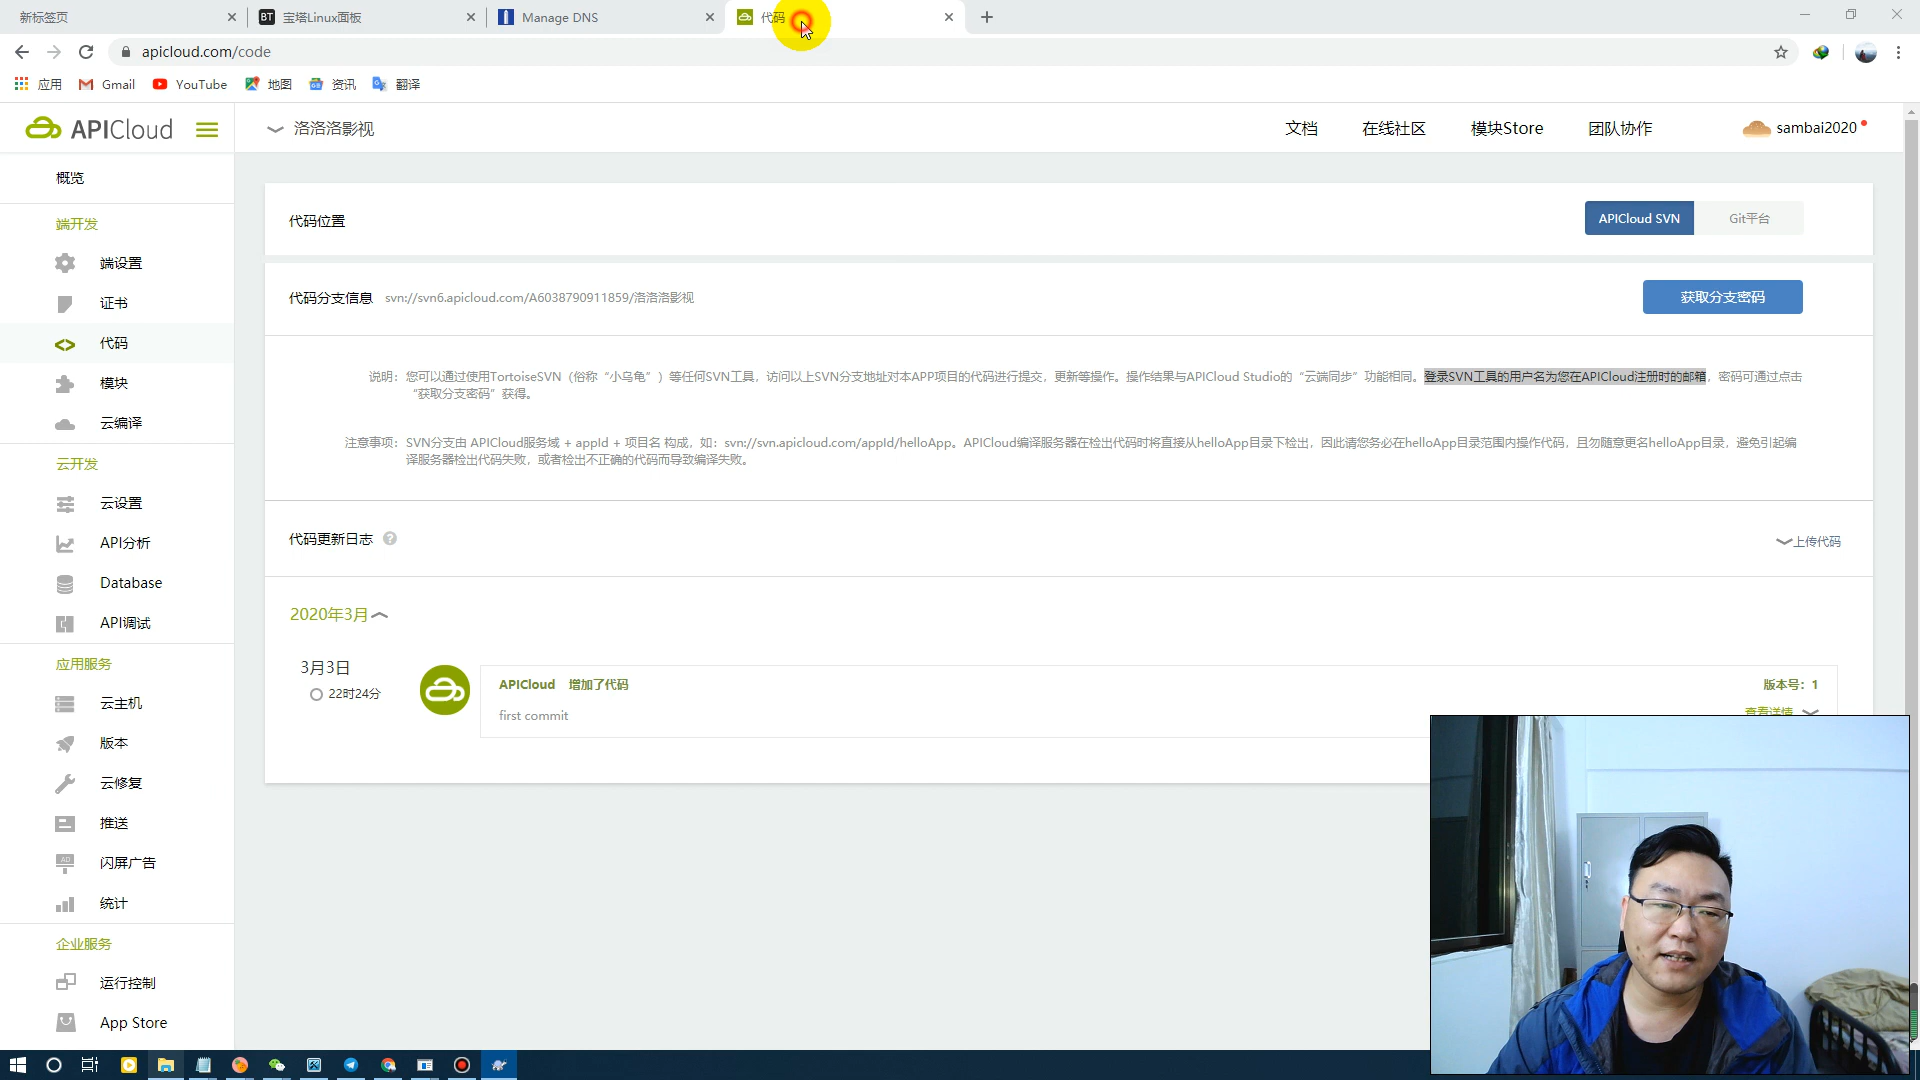 新标签页
宝塔Linux面板
Manage DNS
代码
apicloud.com/code
应用
Gmail
YouTube
地图
资讯
翻译
APICloud
洛洛洛影视
文档
在线社区
模块Store
团队协作
sambai2020
概览
端开发
端设置
证书
代码
模块
云编译
云开发
云设置
API分析
Database
API调试
应用服务
云主机
版本
云修复
推送
闪屏广告
统计
企业服务
运行控制
App Store
代码位置
APICloud SVN
Git平台
代码分支信息 svn://svn6.apicloud.com/A6038790911859/洛洛洛影视
获取分支密码
说明：您可以通过使用TortoiseSVN（俗称“小乌龟”）等任何SVN工具，访问以上SVN分支地址对本APP项目的代码进行提交，更新等操作。操作结果与APICloud Studio的“云端同步”功能相同。登录SVN工具的用户名为您在APICloud注册时的邮箱，密码可通过点击
“获取分支密码”获得。
注意事项：SVN分支由 APICloud服务域 + appId + 项目名 构成，如：svn://svn.apicloud.com/appId/helloApp。APICloud编译服务器在检出代码时将直接从helloApp目录下检出，因此请您务必在helloApp目录范围内操作代码，且勿随意更名helloApp目录，避免引起编
译服务器检出代码失败，或者检出不正确的代码而导致编译失败。
代码更新日志
上传代码
2020年3月
3月3日
22时24分
APICloud 增加了代码
版本号：1
first commit
查看详情